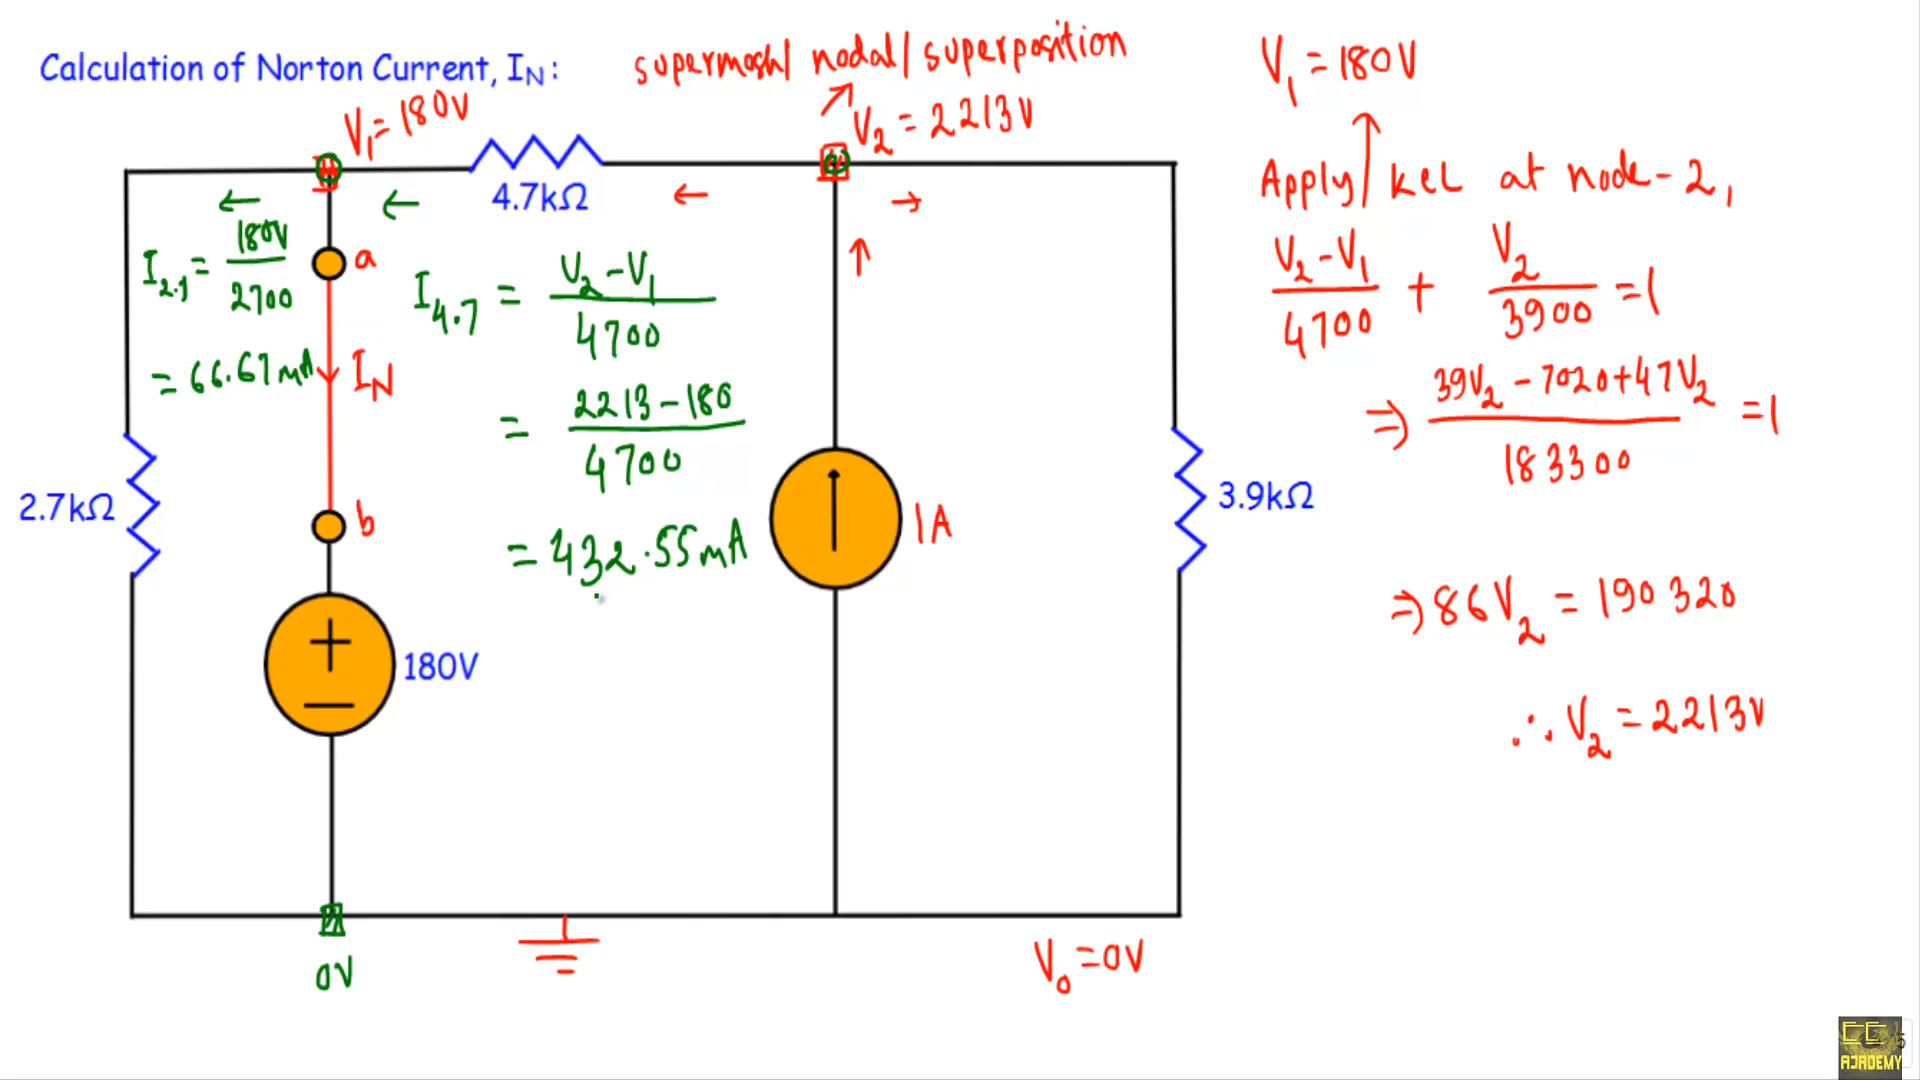 Calculation of Norton Current, IN :
supermesh/ nodal/ superposition
V1 = 180V
V2 = 2213V
4.7kΩ
a
IN
b
2.7kΩ
180V
1A
3.9kΩ
0V
V0 = 0V
I2.7 = 180V / 2700
= 66.67mA
I4.7 = V2 - V1 / 4700
= 2213 - 180 / 4700
= 432.55mA
V1 = 180V
Apply KCL at node-2,
V2 - V1 / 4700 + V2 / 3900 = 1
⇒ 39V2 - 7020 + 47V2 / 183300 = 1
⇒ 86V2 = 190320
∴ V2 = 2213V
EE
AJADEMY